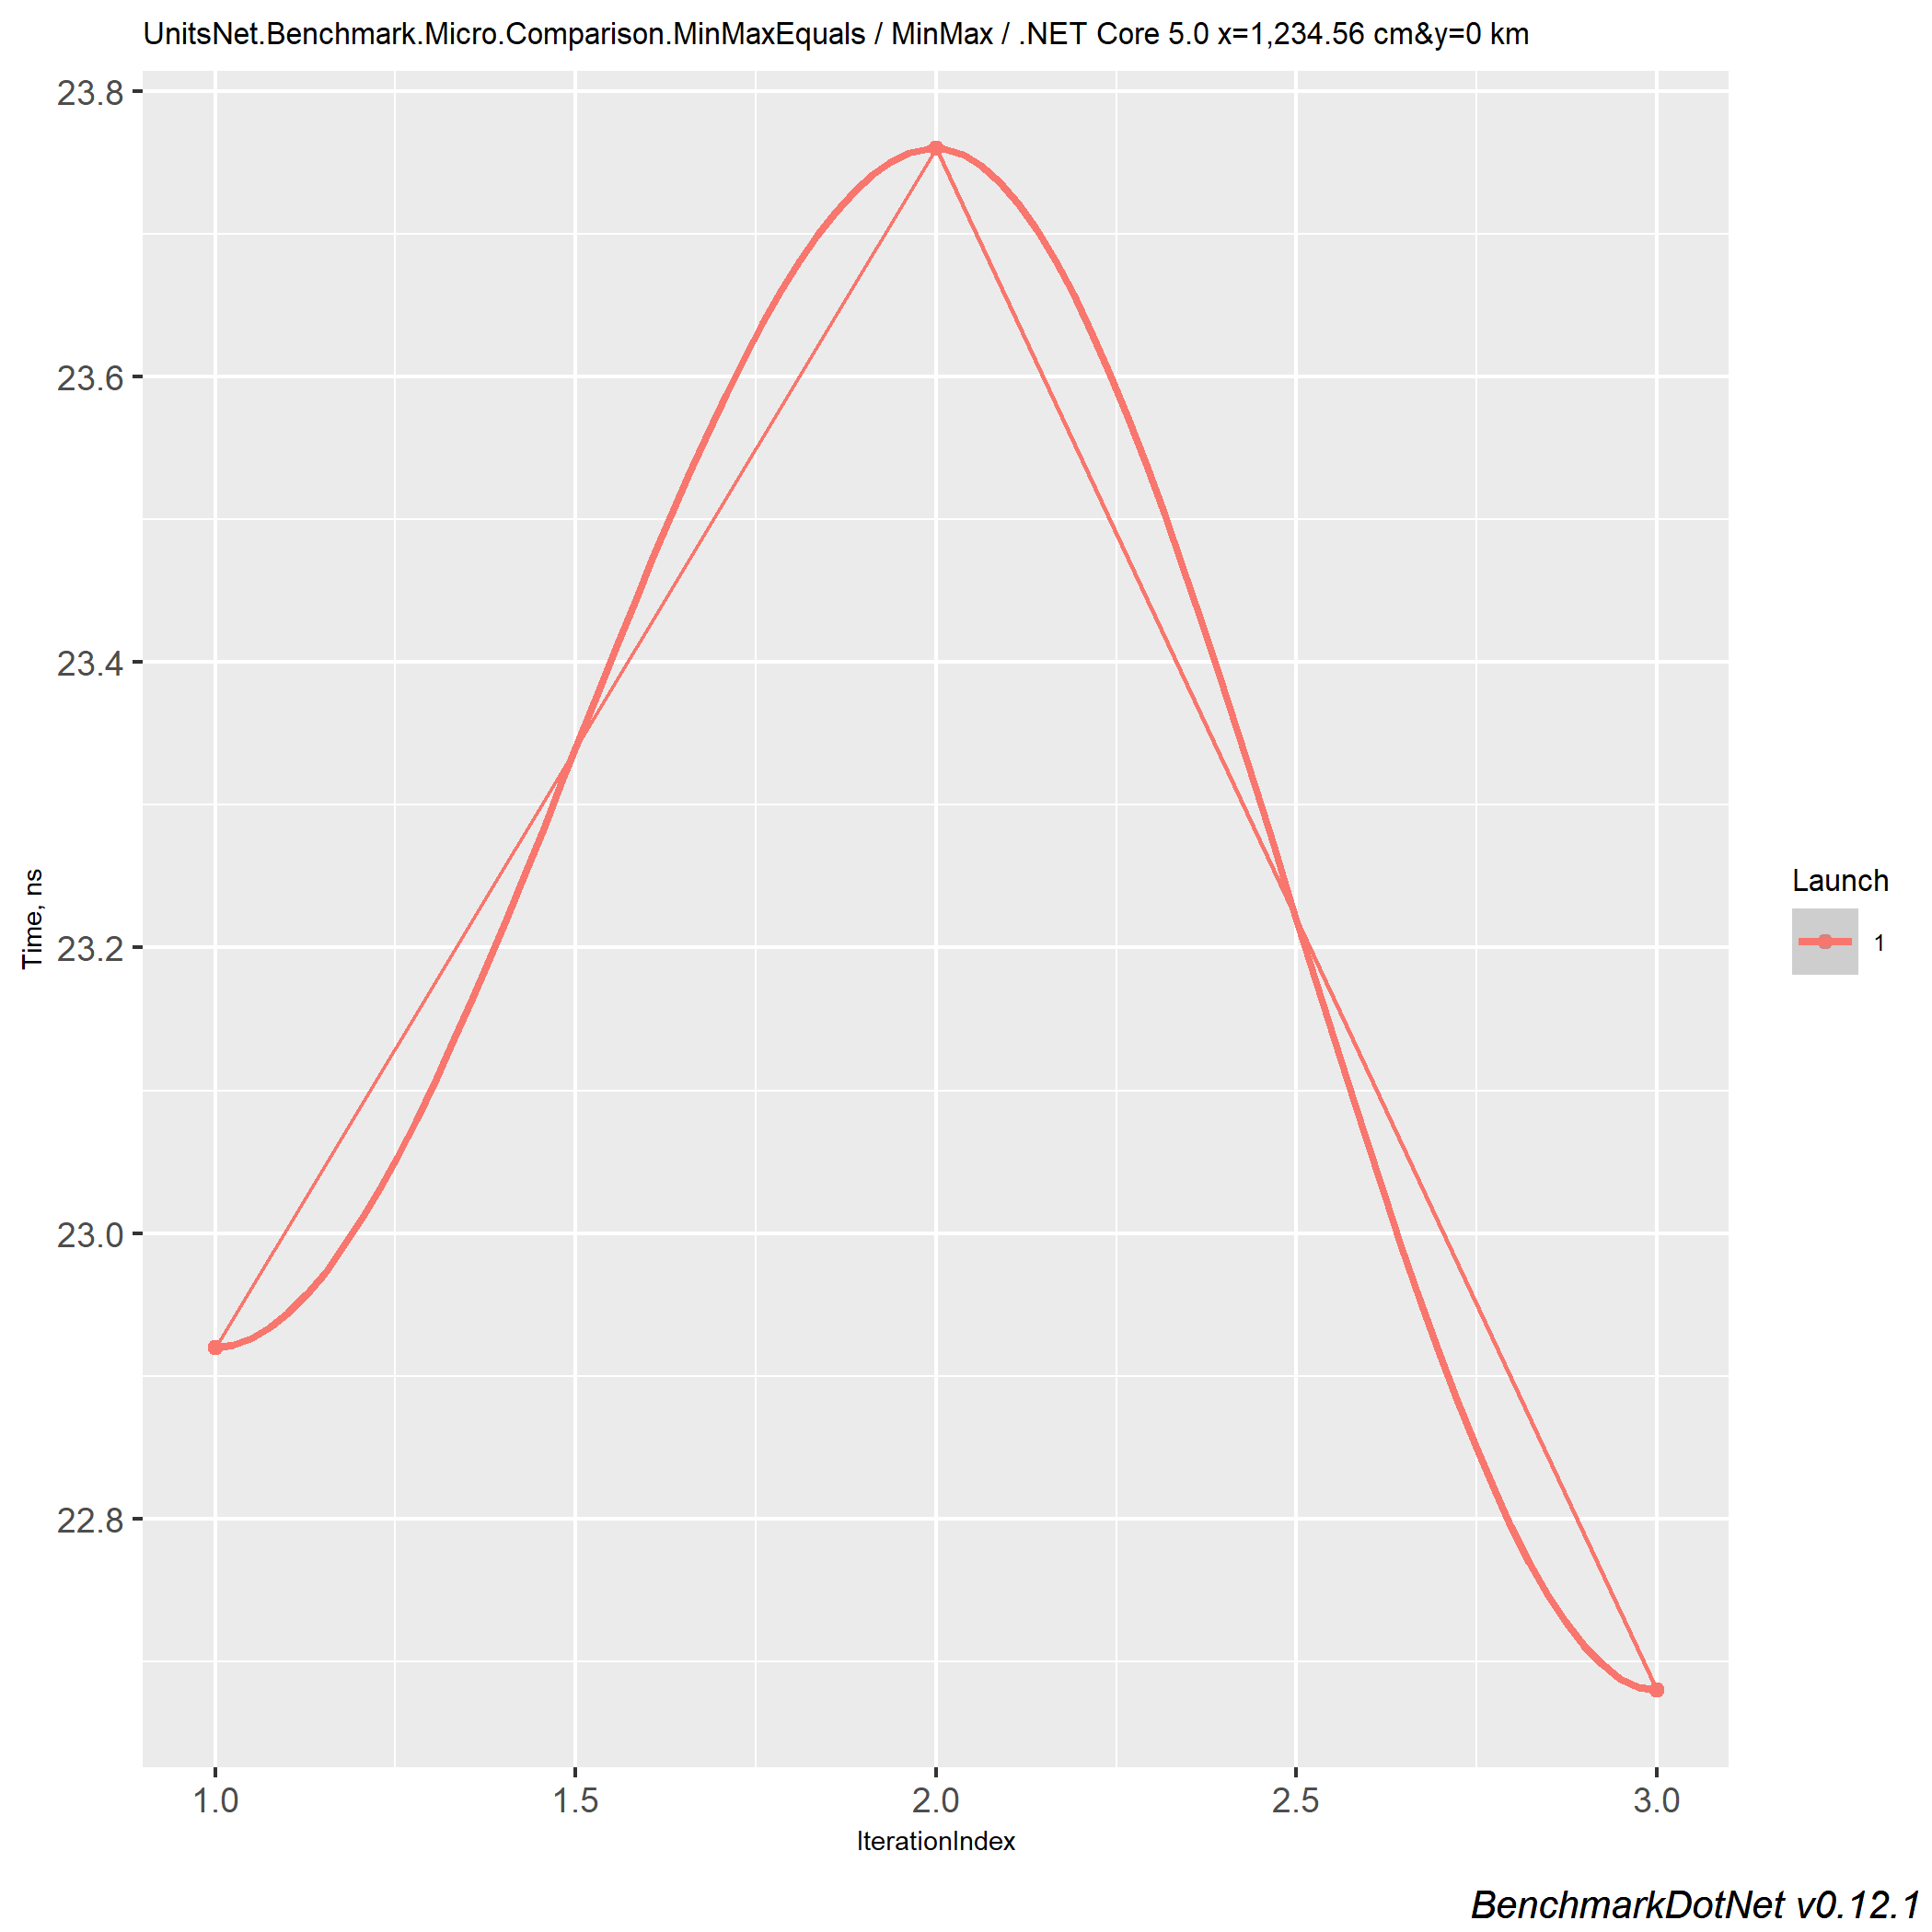 UnitsNet.Benchmark.Micro.Comparison.MinMaxEquals / MinMax / .NET Core 5.0 x=1,234.56 cm&y=0 km
23.8
23.6
23.4
23.2
23.0
22.8
Time, ns
1.0
1.5
2.0
2.5
3.0
IterationIndex
Launch
1
BenchmarkDotNet v0.12.1